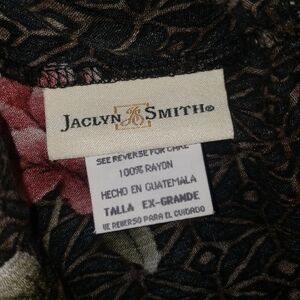 JACLYN JS SMITH®
SEE REVERSE FOR CARE
100% RAYON
HECHO EN GUATEMALA
TALLA EX-GRANDE
VE REVERSO PARA EL CUIDADO